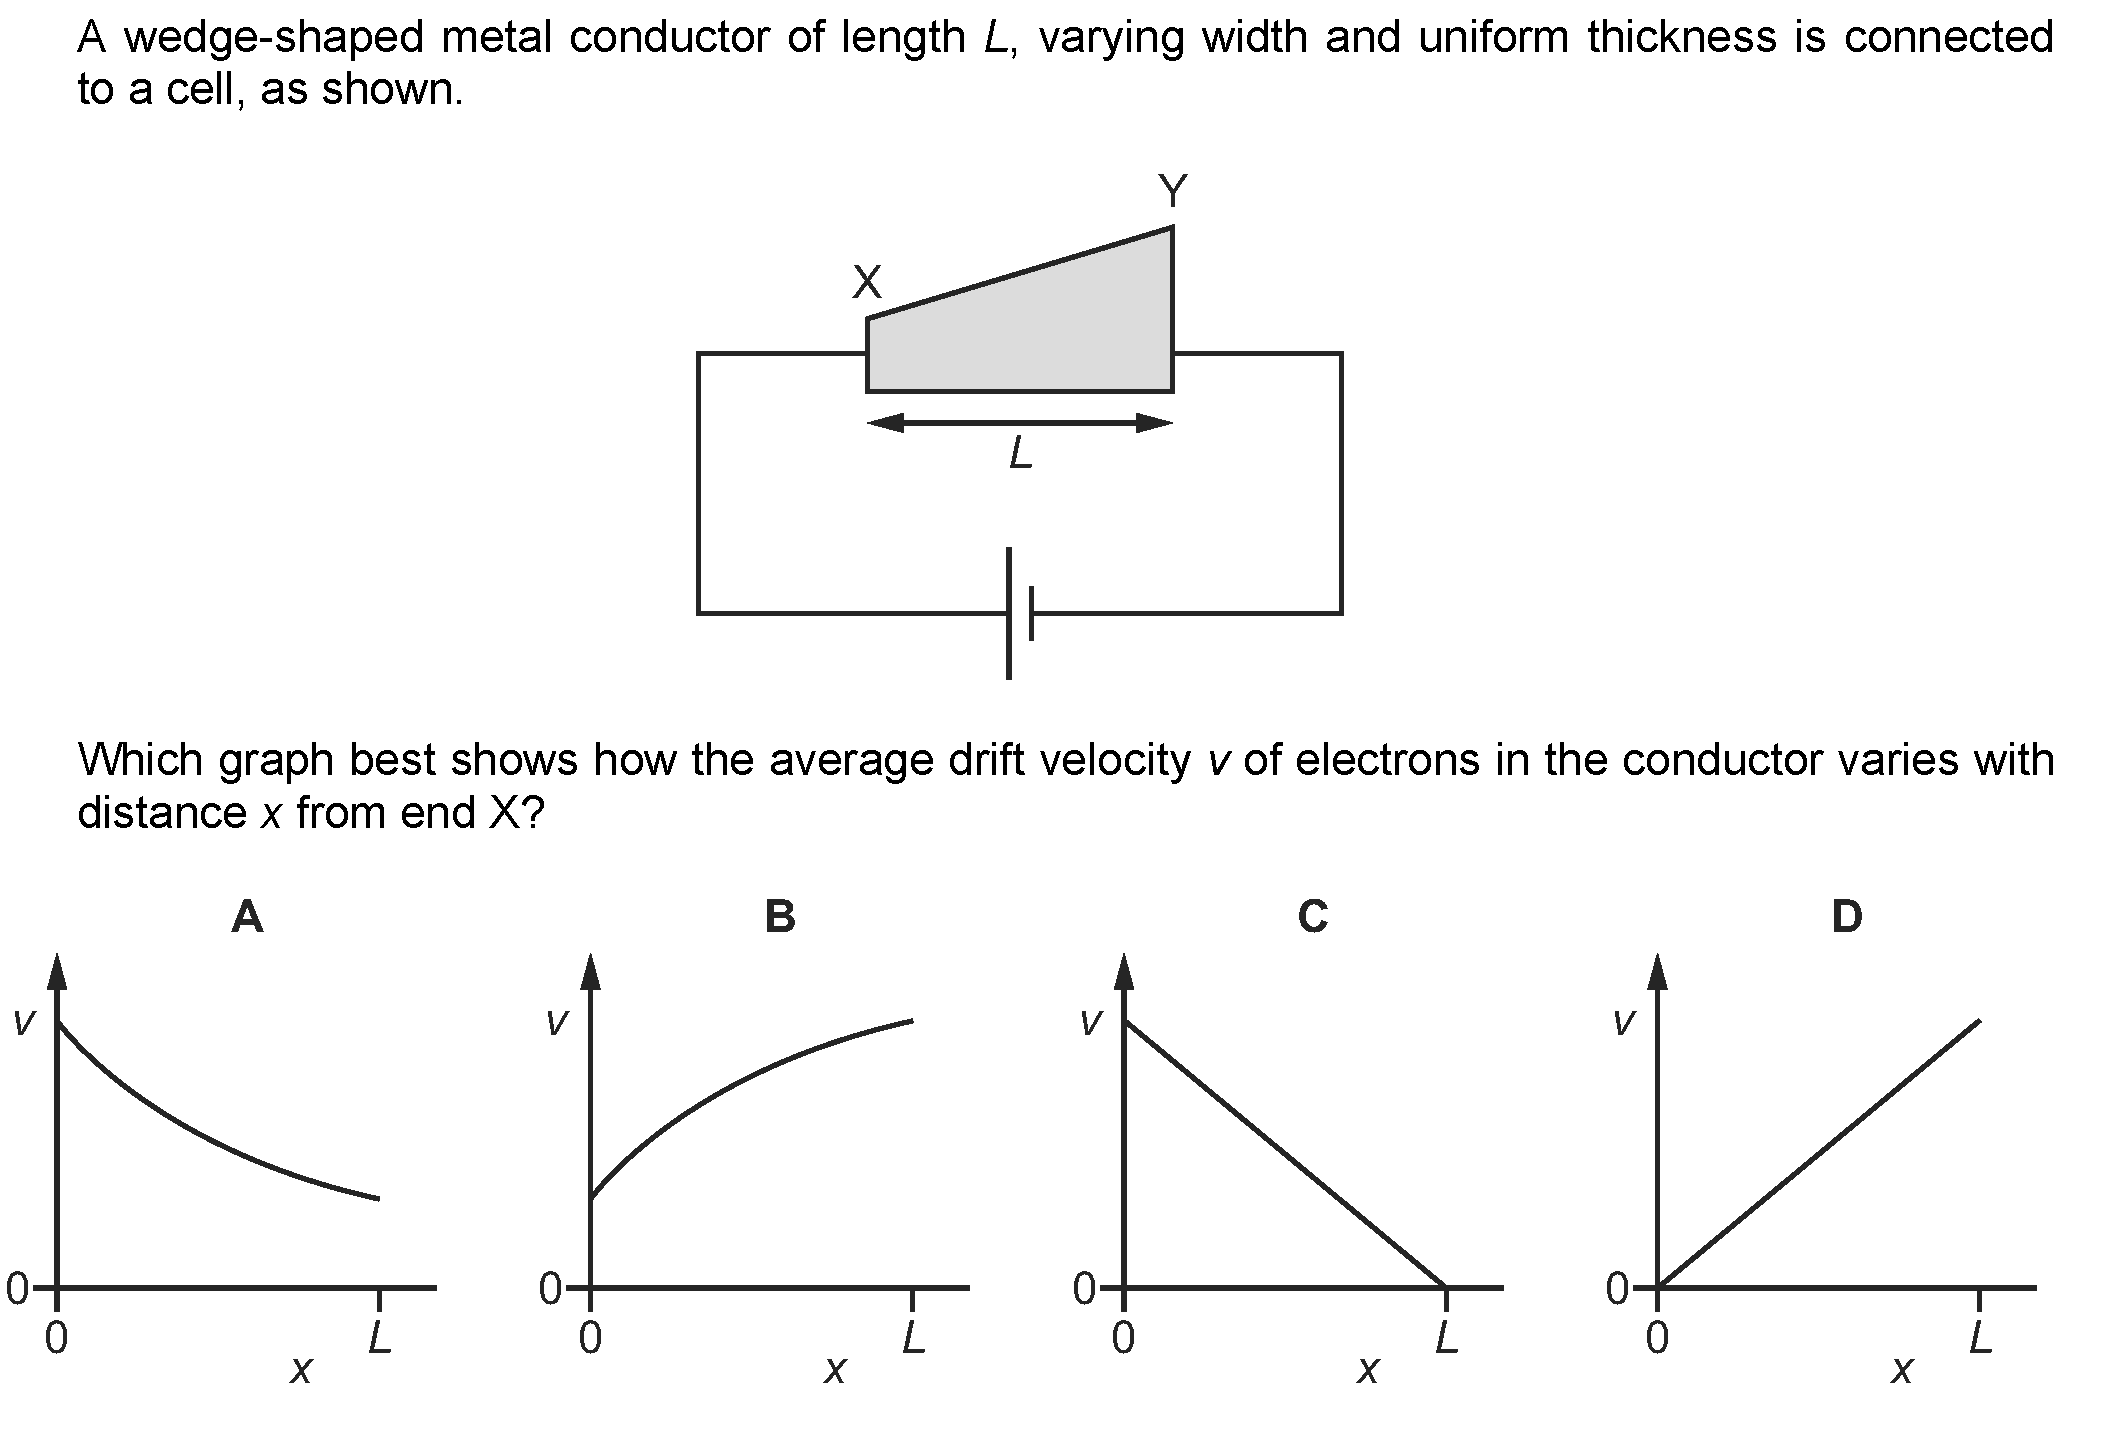 A wedge-shaped metal conductor of length L, varying width and uniform thickness is connected
to a cell, as shown.
Y
X
L
Which graph best shows how the average drift velocity v of electrons in the conductor varies with
distance x from end X?
A B C D
v v v v
0 0 0 0
0 L 0 L 0 L 0 L
x x x x